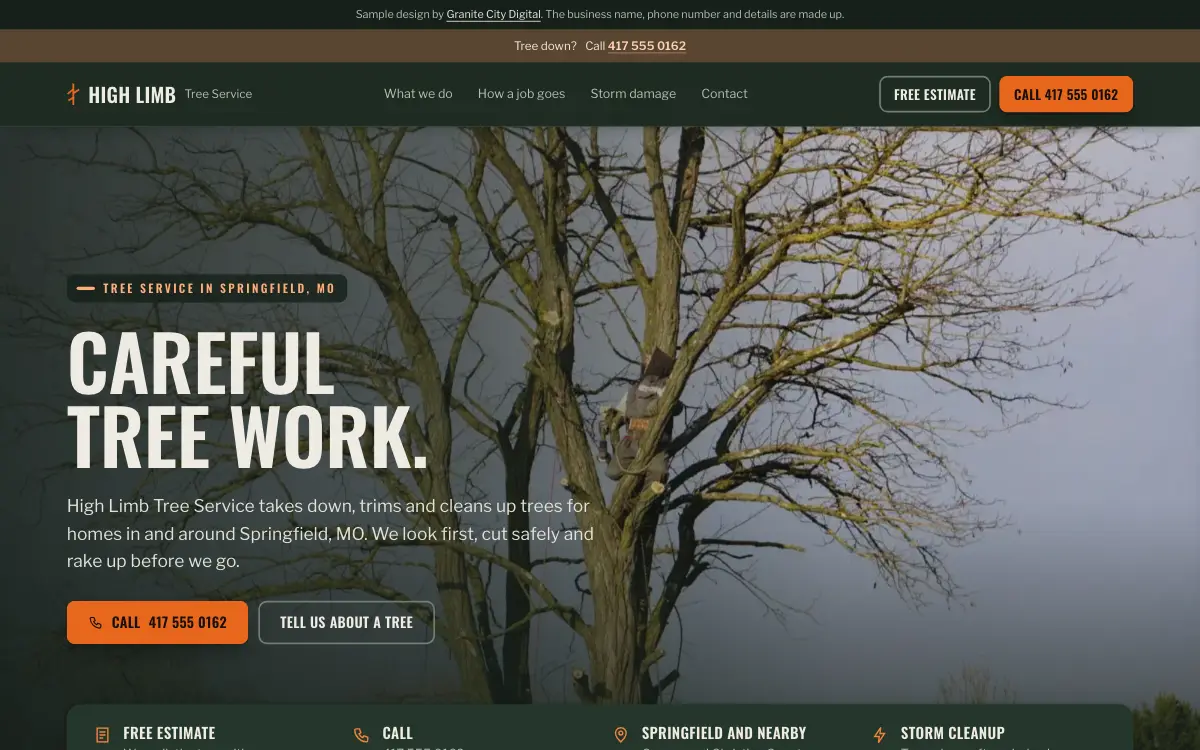 Sample design by Granite City Digital. The business name, phone number and details are made up.
Tree down? Call 417 555 0162
HIGH LIMB Tree Service
What we do How a job goes Storm damage Contact
FREE ESTIMATE CALL 417 555 0162
TREE SERVICE IN SPRINGFIELD, MO
CAREFUL
TREE WORK.
High Limb Tree Service takes down, trims and cleans up trees for
homes in and around Springfield, MO. We look first, cut safely and
rake up before we go.
CALL 417 555 0162 TELL US ABOUT A TREE
FREE ESTIMATE CALL SPRINGFIELD AND NEARBY STORM CLEANUP